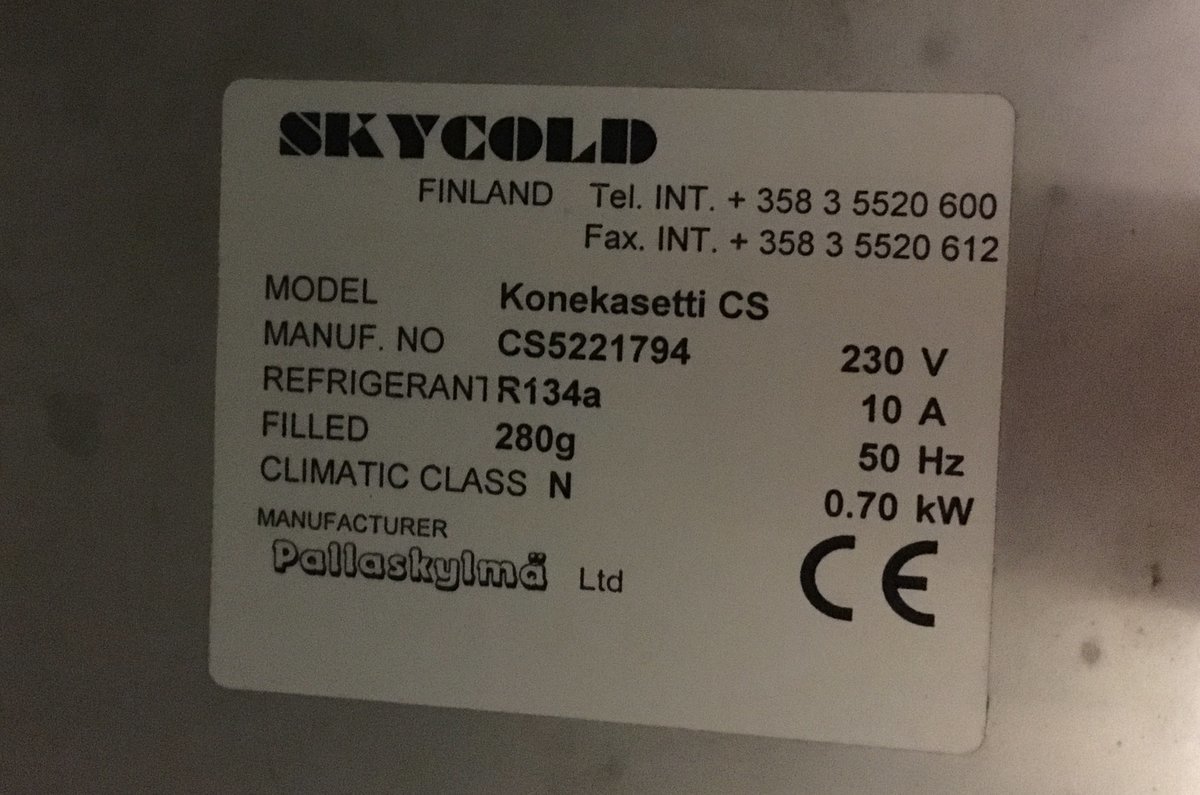 SKYCOLD
FINLAND Tel. INT. + 358 3 5520 600
Fax. INT. + 358 3 5520 612
MODEL Konekasetti CS
MANUF. NO CS5221794 230 V
REFRIGERANT R134a 10 A
FILLED 280g 50 Hz
CLIMATIC CLASS N 0.70 kW
MANUFACTURER
Pallaskylmä Ltd CE